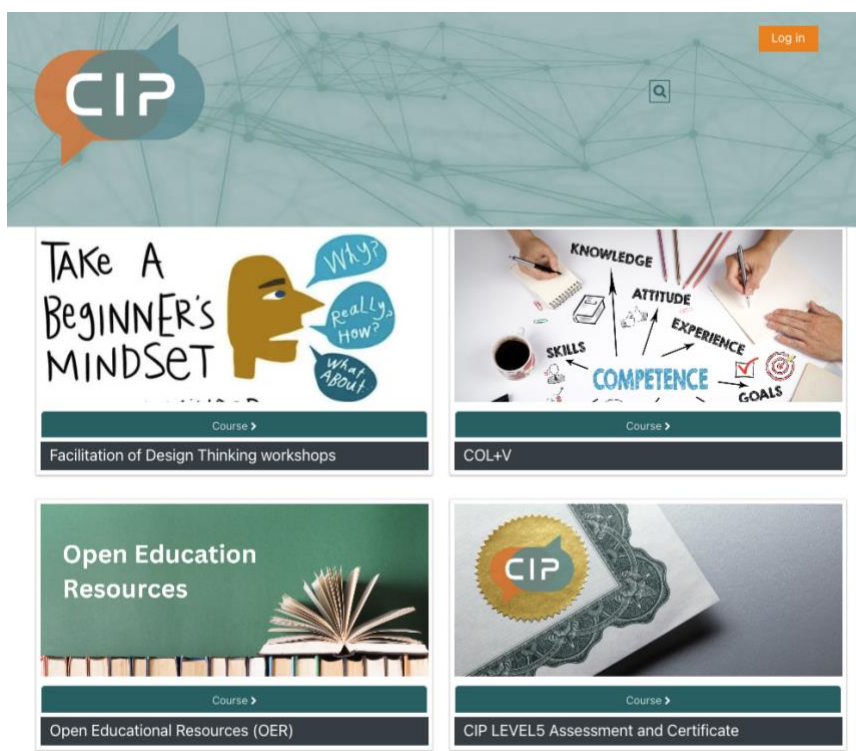 Log in
CIP
TAKe A
BegINNER's
MINDSeT
Why?
Really,
How?
What
About
KNOWLEDGE
ATTITUDE
EXPERIENCE
SKILLS
COMPETENCE
GOALS
Course
Facilitation of Design Thinking workshops
Course
COL+V
Open Education
Resources
CIP
Course
Open Educational Resources (OER)
Course
CIP LEVEL5 Assessment and Certificate